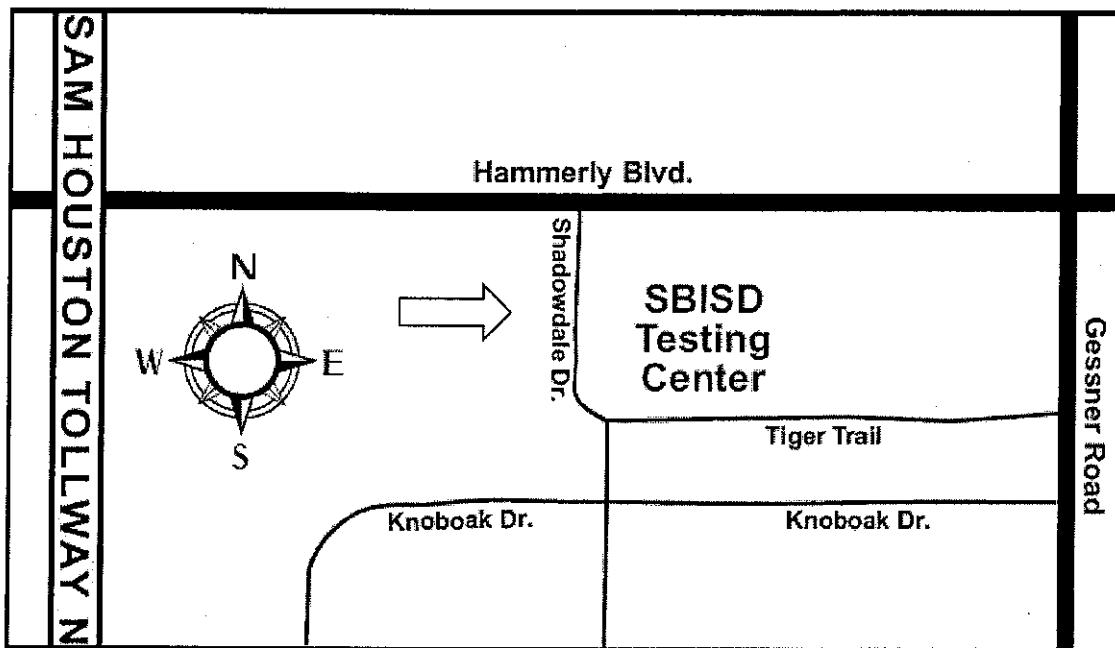 SAM HOUSTON TOLLWAY N
Hammerly Blvd.
Shadowdale Dr.
N
W
E
S
SBISD
Testing
Center
Gessner Road
Tiger Trail
Knoboak Dr.
Knoboak Dr.